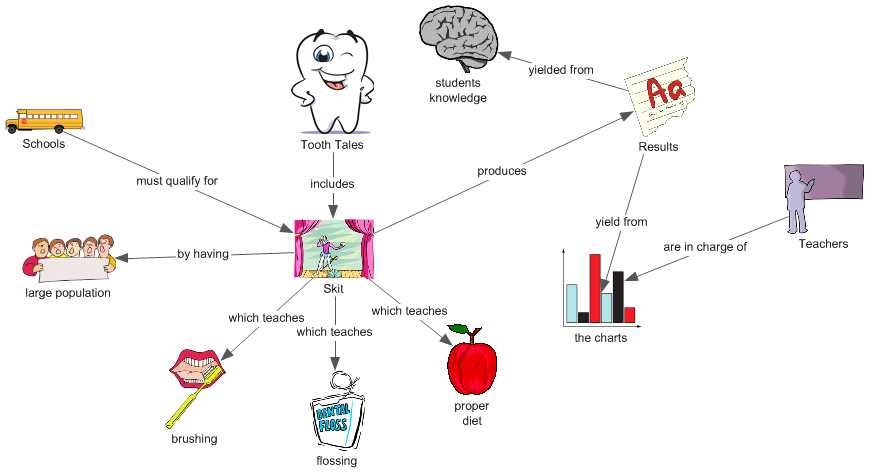 yielded from
students
knowledge
Aa
Schools
Tooth Tales
Results
must qualify for
includes
produces
Teachers
yield from
are in charge of
by having
large population
Skit
which teaches
which teaches
which teaches
the charts
brushing
DENTAL
FLOSS
proper
diet
flossing